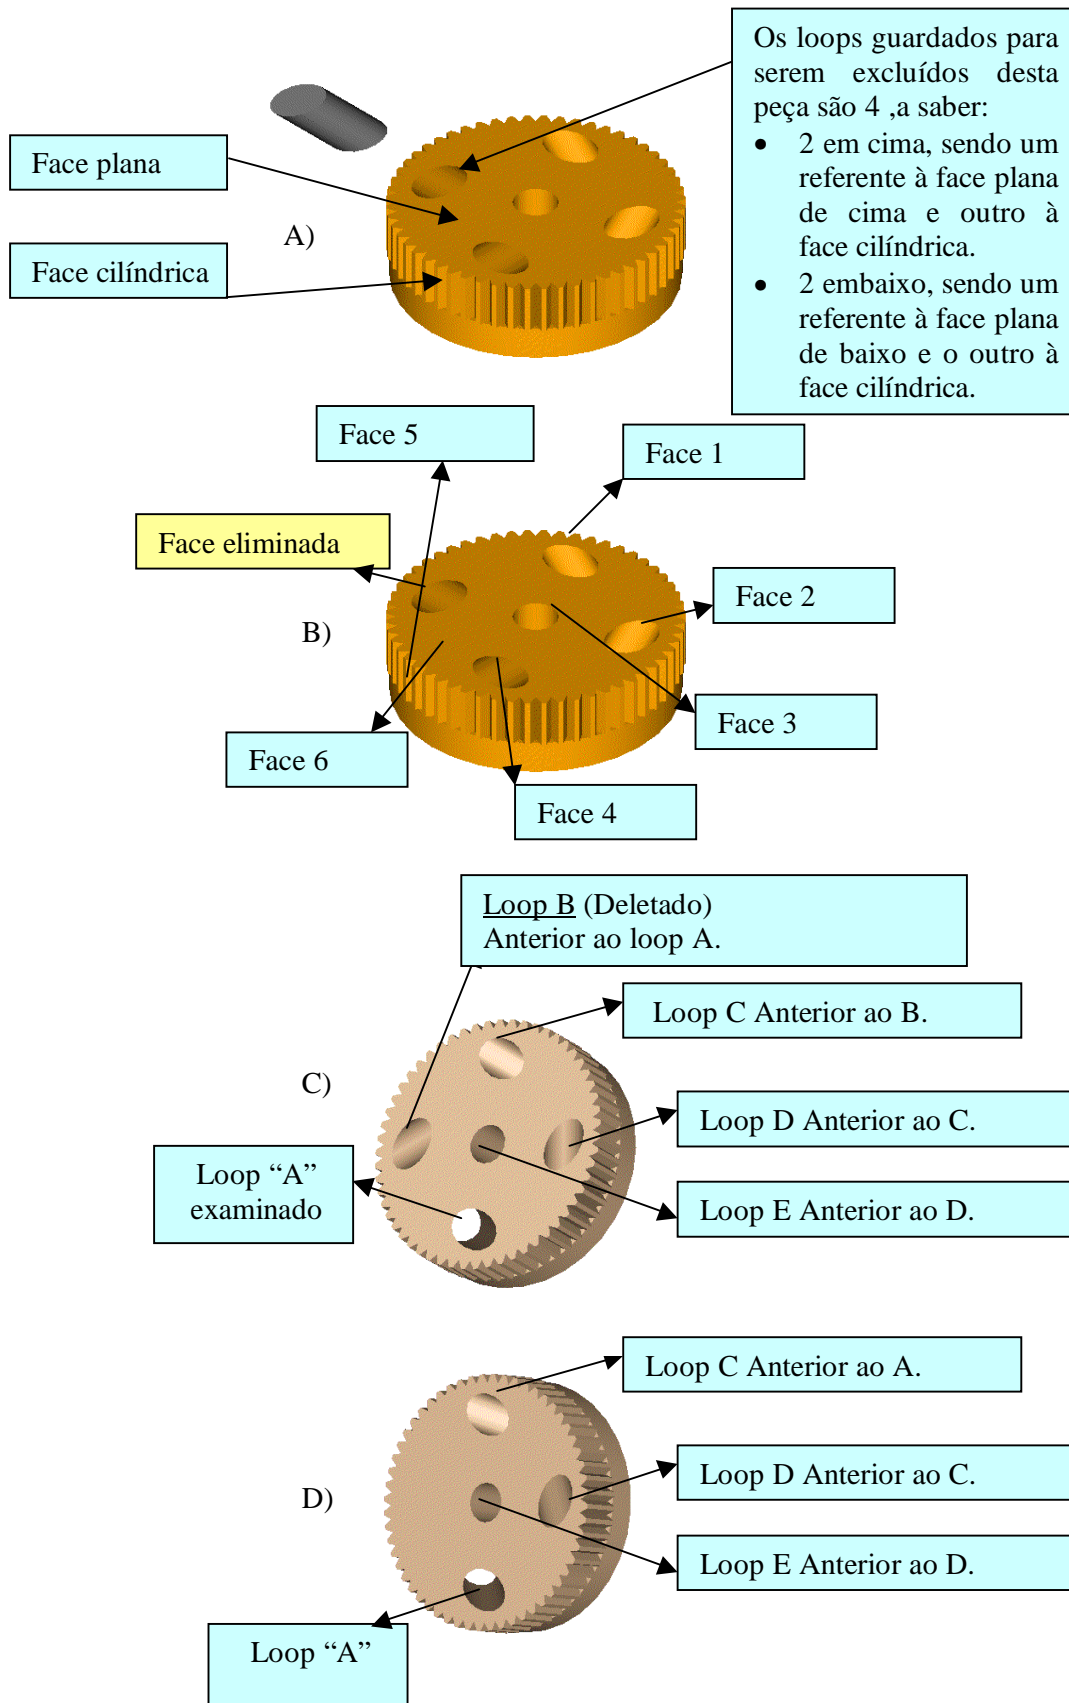 Os loops guardados para
serem excluídos desta
peça são 4 ,a saber:
• 2 em cima, sendo um
referente à face plana
de cima e outro à
face cilíndrica.
• 2 embaixo, sendo um
referente à face plana
de baixo e o outro à
face cilíndrica.
Face plana
A)
Face cilíndrica
Face 5
Face 1
Face eliminada
Face 2
B)
Face 3
Face 6
Face 4
Loop B (Deletado)
Anterior ao loop A.
Loop C Anterior ao B.
C)
Loop D Anterior ao C.
Loop “A”
examinado
Loop E Anterior ao D.
Loop C Anterior ao A.
Loop D Anterior ao C.
D)
Loop E Anterior ao D.
Loop “A”